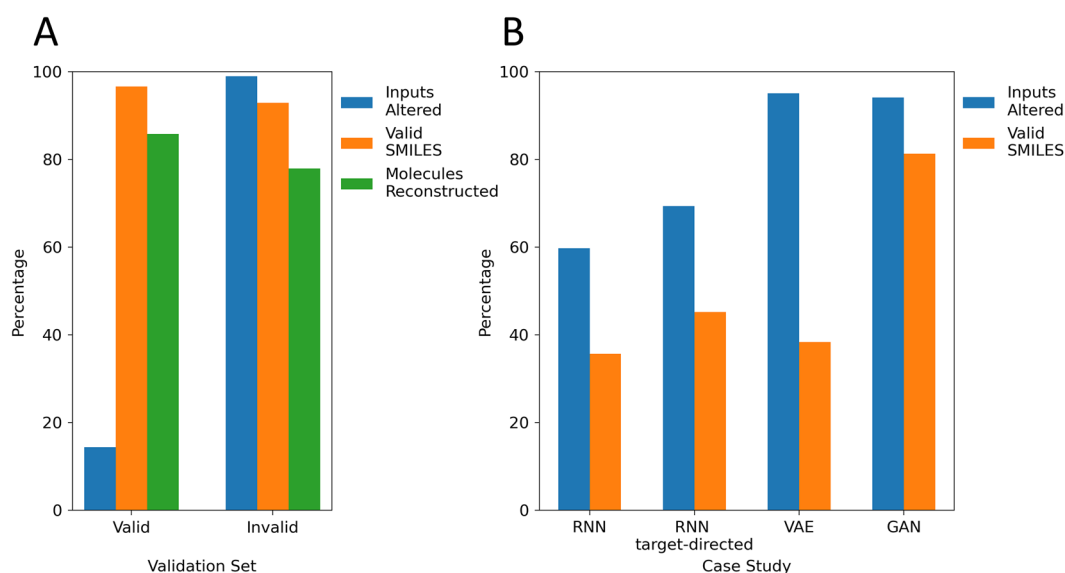 A
100
80
60
40
20
0
Percentage
Valid
Invalid
Validation Set
Inputs
Altered
Valid
SMILES
Molecules
Reconstructed
B
100
80
60
40
20
0
Percentage
RNN
RNN
target-directed
VAE
GAN
Case Study
Inputs
Altered
Valid
SMILES